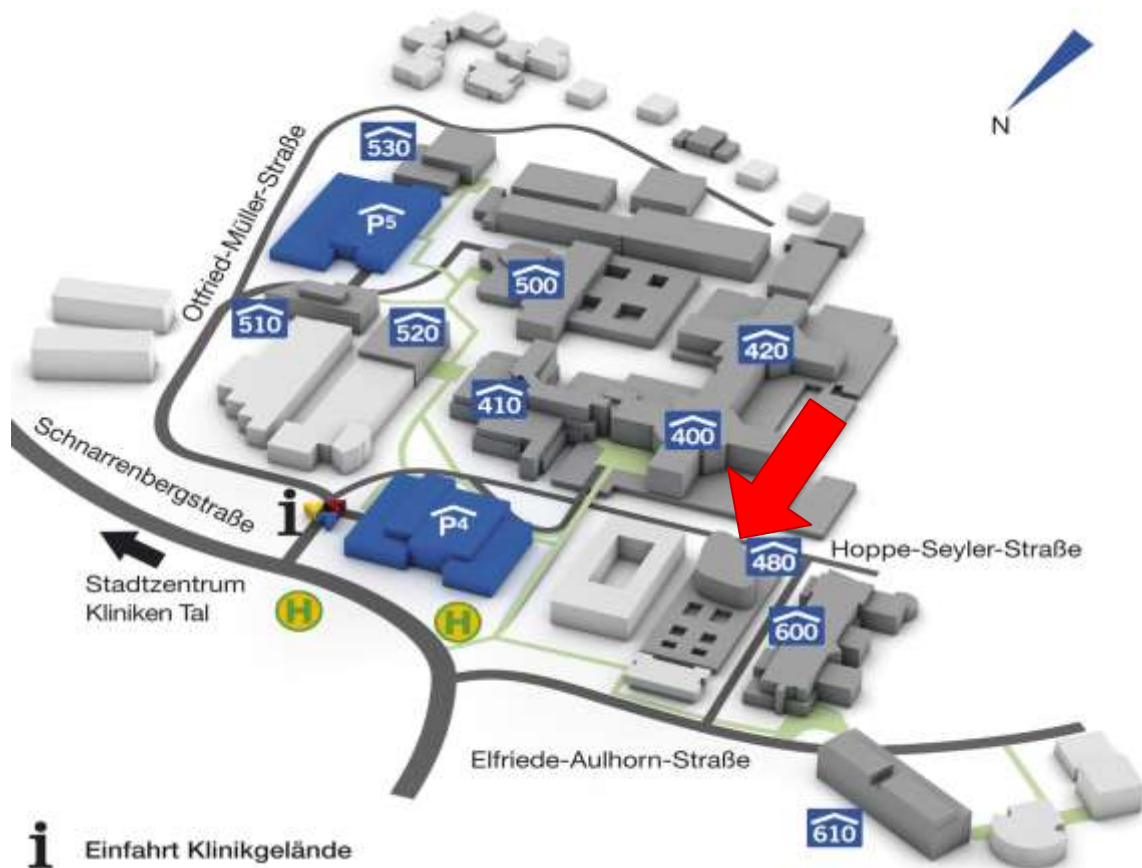 N
530
Otfried-Müller-Straße
P5
500
510
520
420
410
400
Schnarrenbergstraße
i
P4
480
Hoppe-Seyler-Straße
Stadtzentrum
Kliniken Tal
H
H
600
Elfriede-Aulhorn-Straße
610
i Einfahrt Klinikgelände